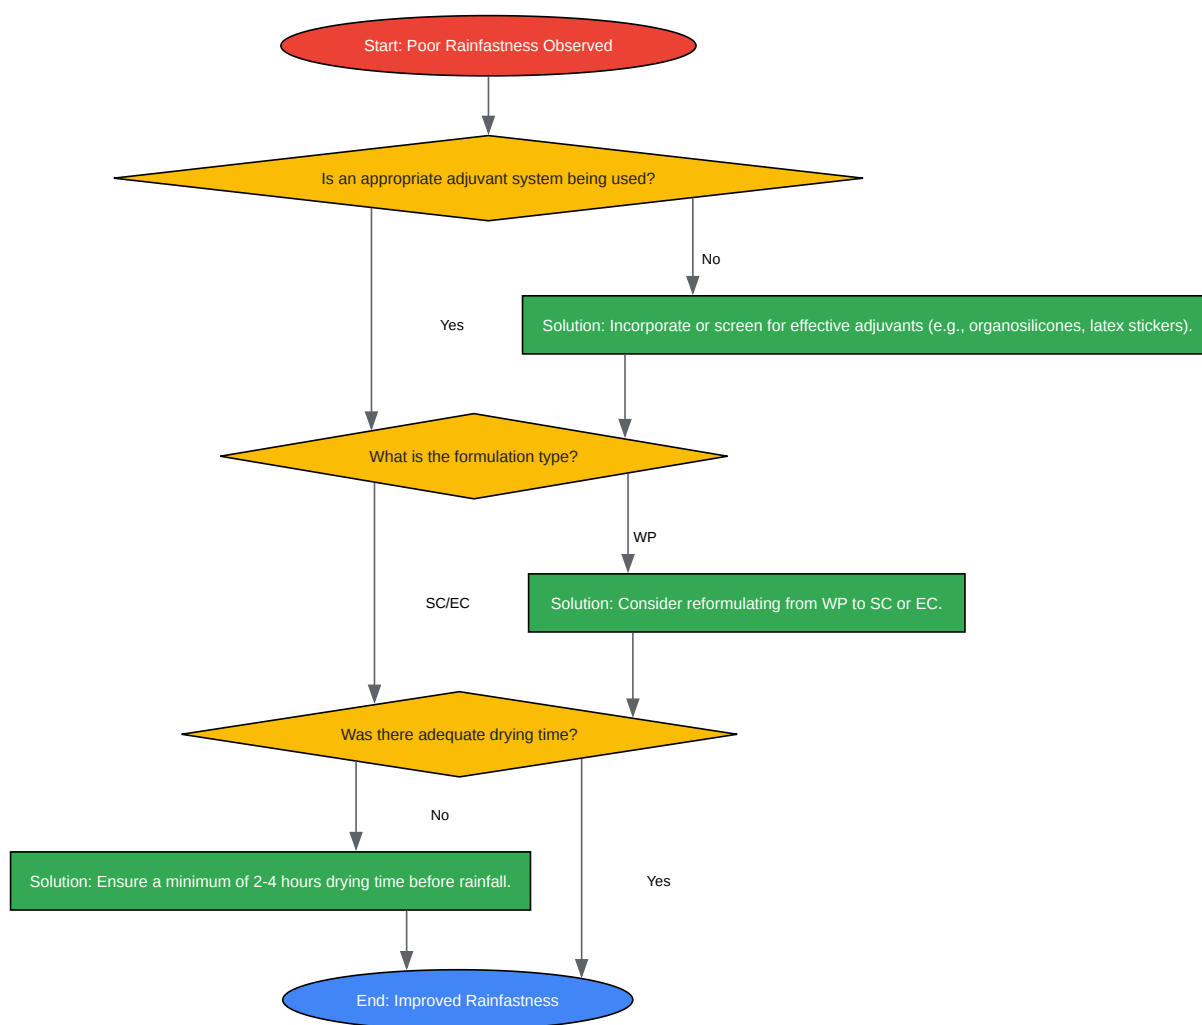 Start: Poor Rainfastness Observed
Is an appropriate adjuvant system being used?
No
Yes
Solution: Incorporate or screen for effective adjuvants (e.g., organosilicones, latex stickers).
What is the formulation type?
WP
SC/EC
Solution: Consider reformulating from WP to SC or EC.
Was there adequate drying time?
No
Solution: Ensure a minimum of 2-4 hours drying time before rainfall.
Yes
End: Improved Rainfastness